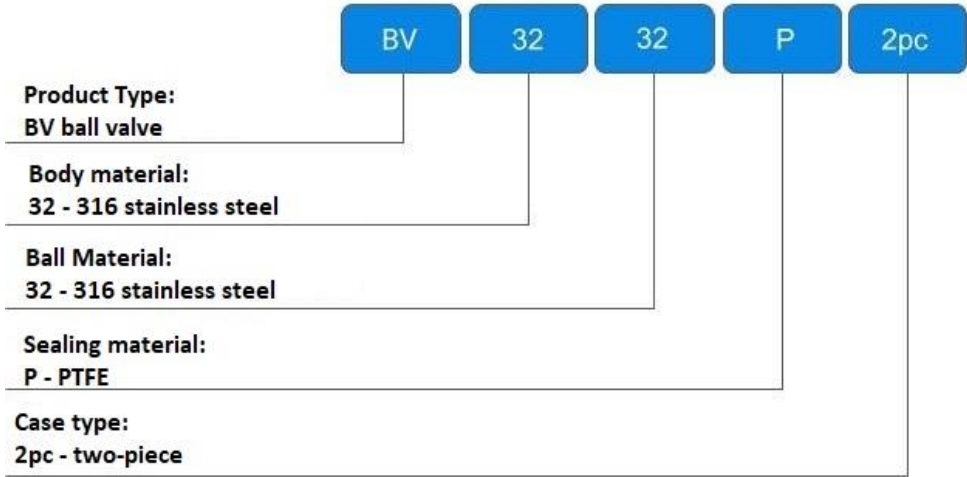 BV 32 32 P 2pc
Product Type:
BV ball valve
Body material:
32 - 316 stainless steel
Ball Material:
32 - 316 stainless steel
Sealing material:
P - PTFE
Case type:
2pc - two-piece